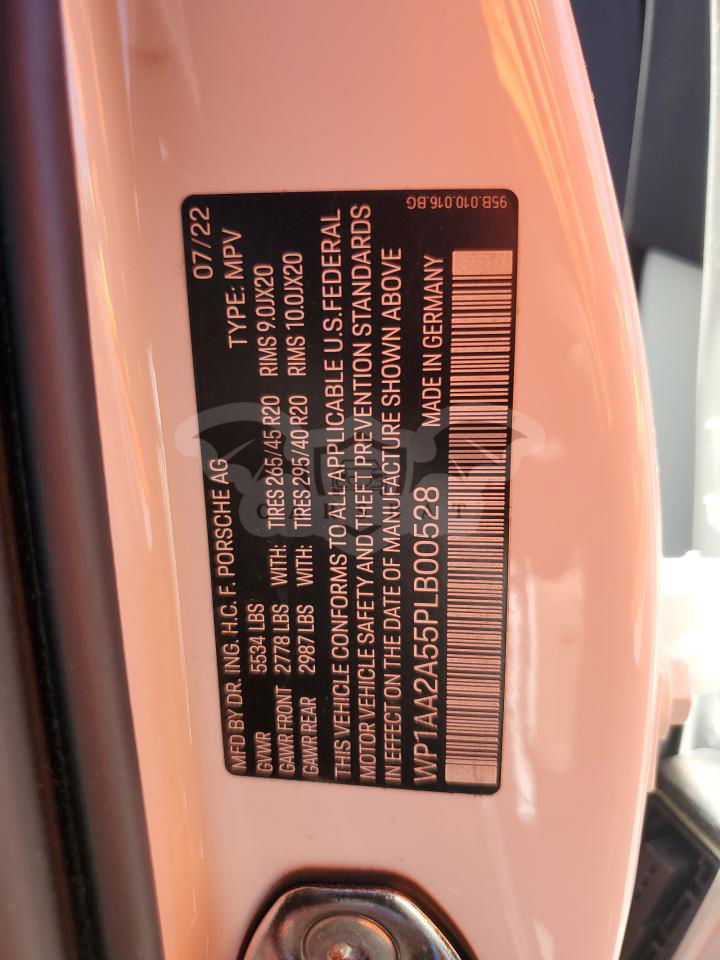 MFD BY DR. ING. H.C. F. PORSCHE AG 07/22
GVWR 5534 LBS TYPE: MPV
GAWR FRONT 2778 LBS WITH: TIRES 265/45 R20 RIMS 9.0JX20
GAWR REAR 2987 LBS WITH: TIRES 295/40 R20 RIMS 10.0JX20
THIS VEHICLE CONFORMS TO ALL APPLICABLE U.S. FEDERAL
MOTOR VEHICLE SAFETY AND THEFT PREVENTION STANDARDS
IN EFFECT ON THE DATE OF MANUFACTURE SHOWN ABOVE
WP1AA2A55PLB00528 MADE IN GERMANY
95B.010.016.BG